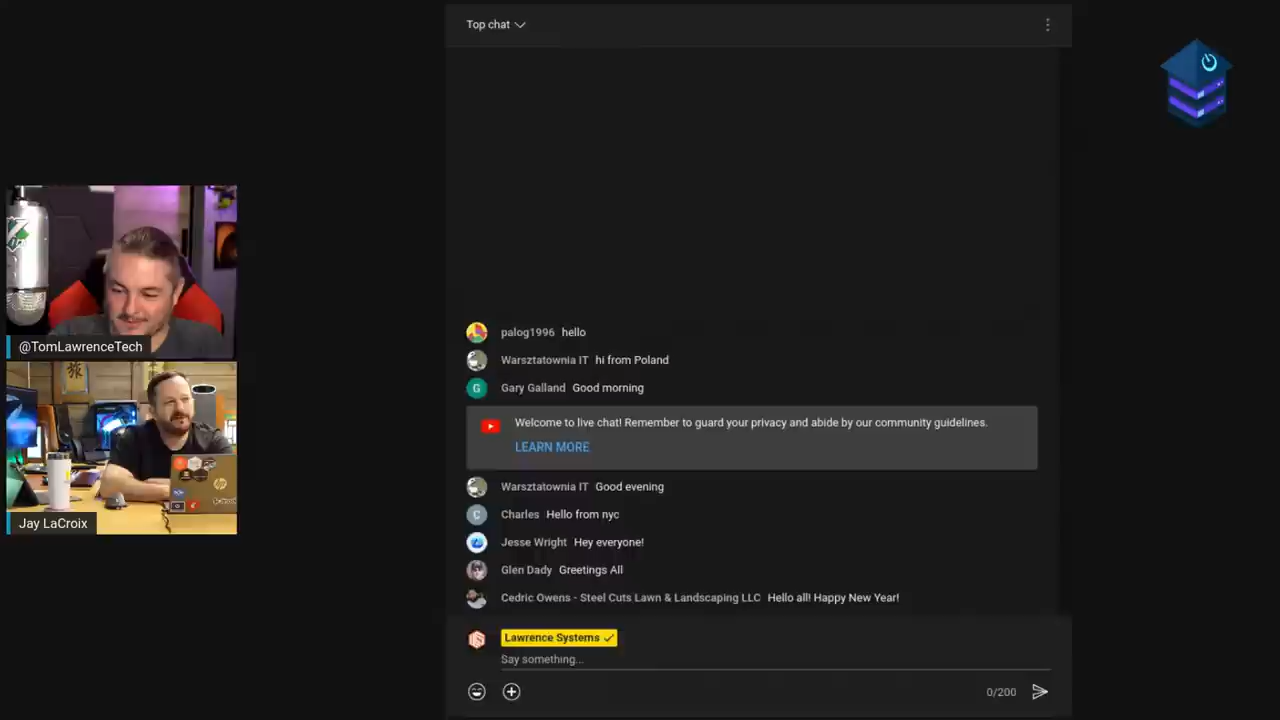 Top chat
palog1996 hello
Warsztatownia IT hi from Poland
Gary Galland Good morning
G
Welcome to live chat! Remember to guard your privacy and abide by our community guidelines.
LEARN MORE
Warsztatownia IT Good evening
C
Charles Hello from nyc
Jesse Wright Hey everyone!
Glen Dady Greetings All
Cedric Owens - Steel Cuts Lawn & Landscaping LLC Hello all! Happy New Year!
Lawrence Systems
Say something...
0/200
@TomLawrenceTech
旅
hp
Jay LaCroix